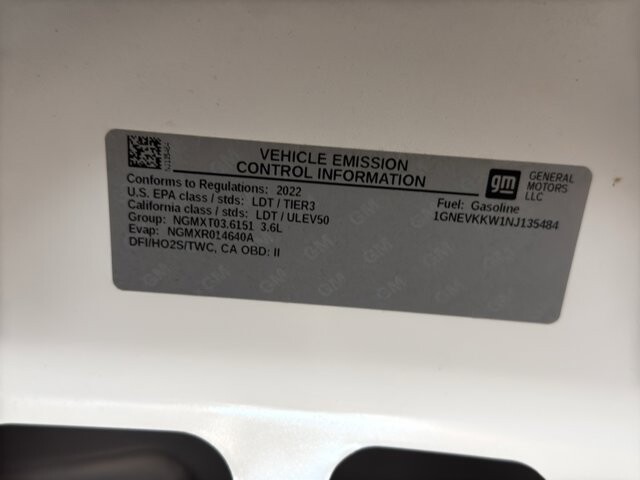 VEHICLE EMISSION
CONTROL INFORMATION
gm
GENERAL
MOTORS
LLC
Conforms to Regulations: 2022
U.S. EPA class / stds: LDT / TIER3
California class / stds: LDT / ULEV50
Group: NGMXT03.6151 3.6L
Evap: NGMXR014640A
DFI/HO2S/TWC, CA OBD: II
Fuel: Gasoline
1GNEVKKW1NJ135484